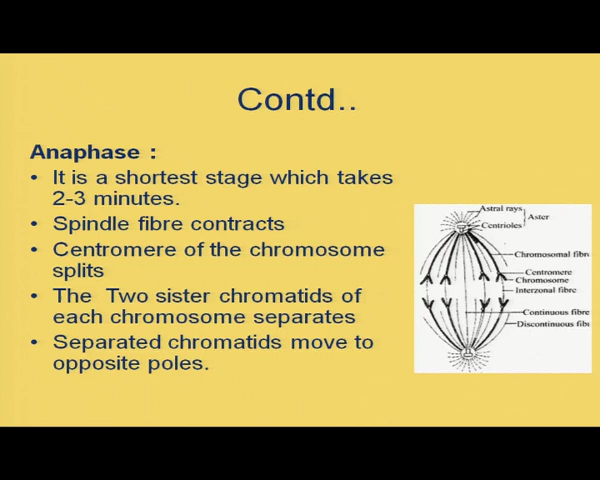 Contd..
Anaphase :
• It is a shortest stage which takes
2-3 minutes.
• Spindle fibre contracts
• Centromere of the chromosome
splits
• The Two sister chromatids of
each chromosome separates
• Separated chromatids move to
opposite poles.
Astral rays
Aster
Centrioles
Chromosomal fibre
Centromere
Chromosome
Interzonal fibre
Continuous fibre
Discontinuous fib